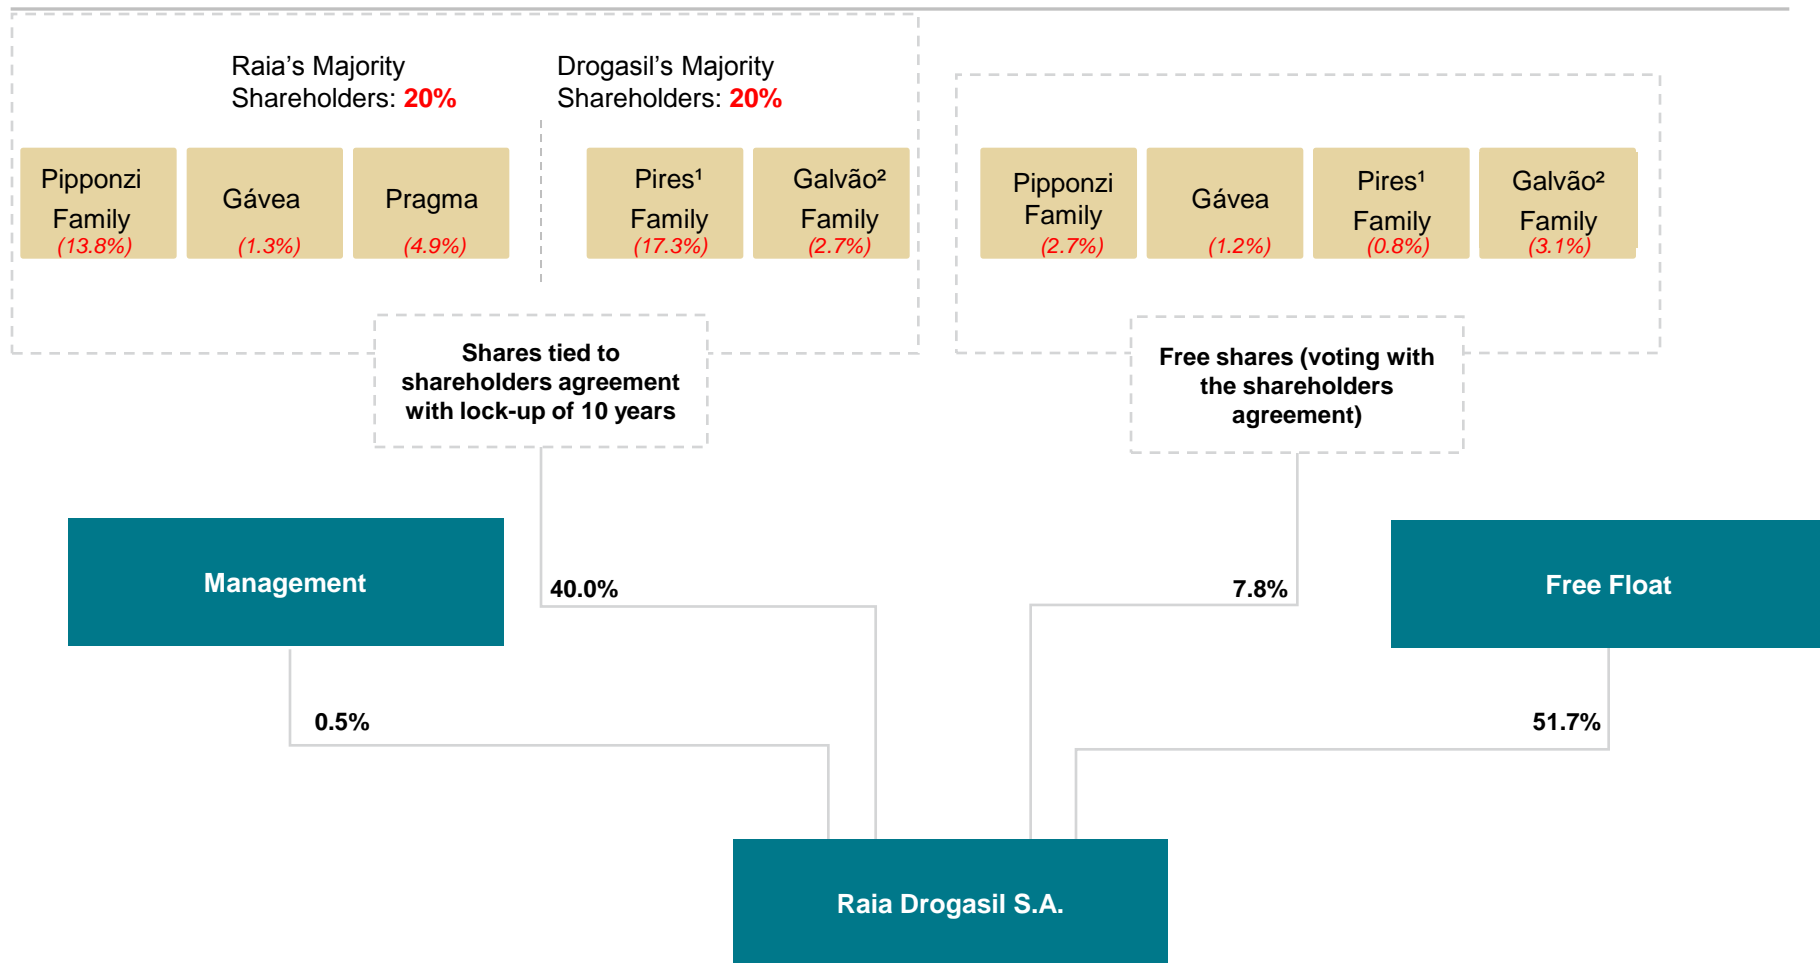 Raia's Majority
Shareholders: 20%
Drogasil's Majority
Shareholders: 20%
Pipponzi
Family
(13.8%)
Gávea
(1.3%)
Pragma
(4.9%)
Pires¹
Family
(17.3%)
Galvão²
Family
(2.7%)
Pipponzi
Family
(2.7%)
Gávea
(1.2%)
Pires¹
Family
(0.8%)
Galvão²
Family
(3.1%)
Shares tied to
shareholders agreement
with lock-up of 10 years
Free shares (voting with
the shareholders
agreement)
Management
40.0%
7.8%
Free Float
0.5%
51.7%
Raia Drogasil S.A.